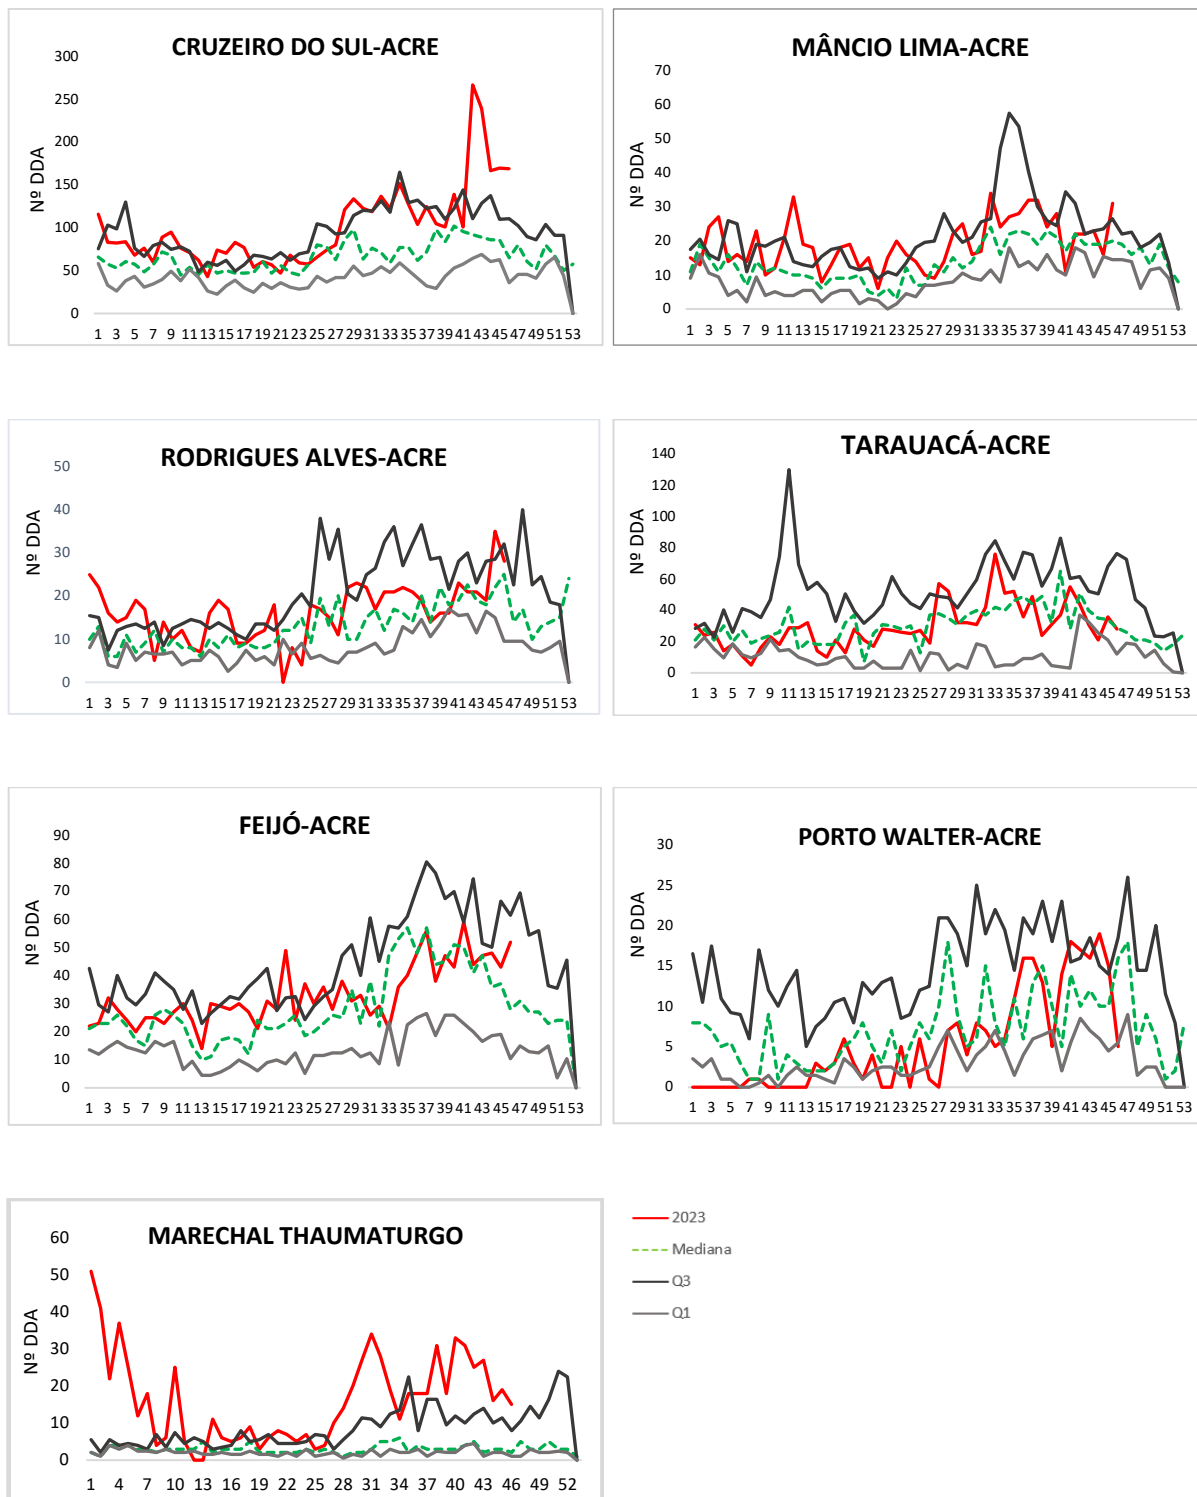 CRUZEIRO DO SUL-ACRE
Nº DDA
300
250
200
150
100
50
0
1 3 5 7 9 11 13 15 17 19 21 23 25 27 29 31 33 35 37 39 41 43 45 47 49 51 53
MÂNCIO LIMA-ACRE
Nº DDA
70
60
50
40
30
20
10
0
1 3 5 7 9 11 13 15 17 19 21 23 25 27 29 31 33 35 37 39 41 43 45 47 49 51 53
RODRIGUES ALVES-ACRE
Nº DDA
50
40
30
20
10
0
1 3 5 7 9 11 13 15 17 19 21 23 25 27 29 31 33 35 37 39 41 43 45 47 49 51 53
TARAUACÁ-ACRE
Nº DDA
140
120
100
80
60
40
20
0
1 3 5 7 9 11 13 15 17 19 21 23 25 27 29 31 33 35 37 39 41 43 45 47 49 51 53
FEIJÓ-ACRE
Nº DDA
90
80
70
60
50
40
30
20
10
0
1 3 5 7 9 11 13 15 17 19 21 23 25 27 29 31 33 35 37 39 41 43 45 47 49 51 53
PORTO WALTER-ACRE
Nº DDA
30
25
20
15
10
5
0
1 3 5 7 9 11 13 15 17 19 21 23 25 27 29 31 33 35 37 39 41 43 45 47 49 51 53
MARECHAL THAUMATURGO
Nº DDA
60
50
40
30
20
10
0
1 4 7 10 13 16 19 22 25 28 31 34 37 40 43 46 49 52
2023
Mediana
Q3
Q1